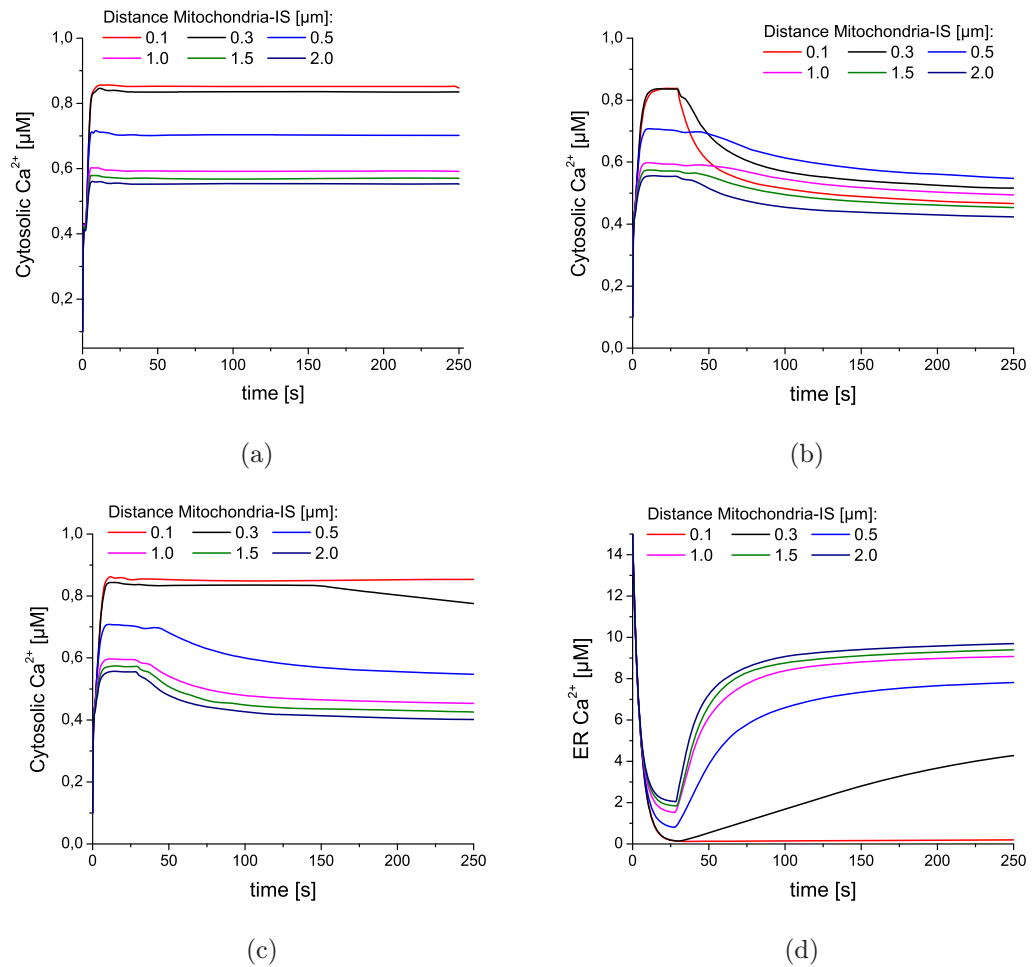 Distance Mitochondria-IS [µm]:
0.1 0.3 0.5
1.0 1.5 2.0
Cytosolic Ca²⁺ [µM]
1,0
0,8
0,6
0,4
0,2
0 50 100 150 200 250
time [s]
(a)
Distance Mitochondria-IS [µm]:
0.1 0.3 0.5
1.0 1.5 2.0
Cytosolic Ca²⁺ [µM]
1,0
0,8
0,6
0,4
0,2
0,0
0 50 100 150 200 250
time [s]
(b)
Distance Mitochondria-IS [µm]:
0.1 0.3 0.5
1.0 1.5 2.0
Cytosolic Ca²⁺ [µM]
1,0
0,8
0,6
0,4
0,2
0,0
0 50 100 150 200 250
time [s]
(c)
Distance Mitochondria-IS [µm]:
0.1 0.3 0.5
1.0 1.5 2.0
ER Ca²⁺ [µM]
14
12
10
8
6
4
2
0
0 50 100 150 200 250
time [s]
(d)